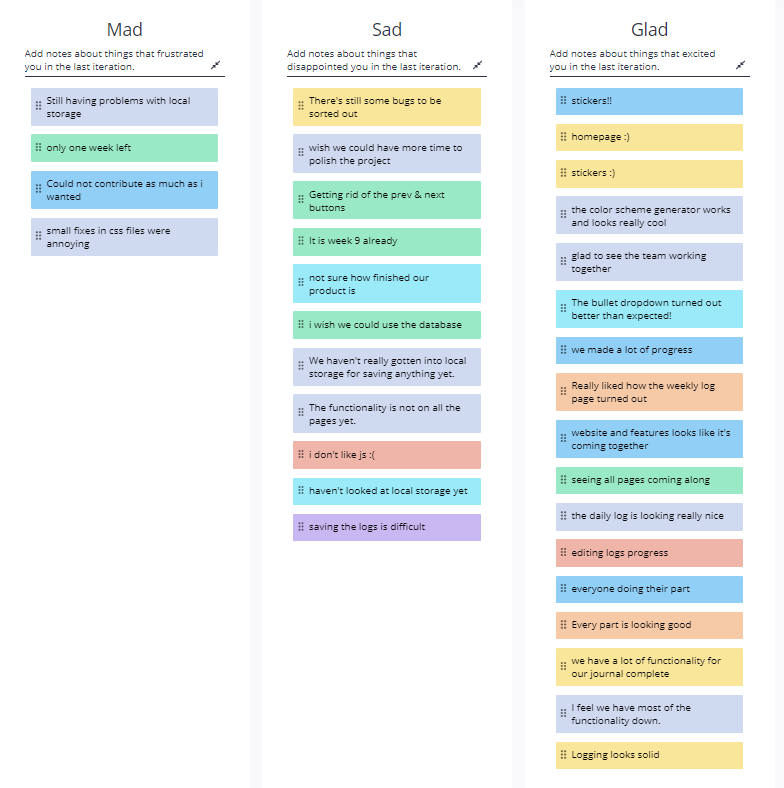 Mad
Add notes about things that frustrated
you in the last iteration.
Still having problems with local
storage
only one week left
Could not contribute as much as i
wanted
small fixes in css files were
annoying
Sad
Add notes about things that
disappointed you in the last iteration.
There's still some bugs to be
sorted out
wish we could have more time to
polish the project
Getting rid of the prev & next
buttons
It is week 9 already
not sure how finished our
product is
i wish we could use the database
We haven't really gotten into local
storage for saving anything yet.
The functionality is not on all the
pages yet.
i don't like js :(
haven't looked at local storage yet
saving the logs is difficult
Glad
Add notes about things that excited
you in the last iteration.
stickers!!
homepage :)
stickers :)
the color scheme generator works
and looks really cool
glad to see the team working
together
The bullet dropdown turned out
better than expected!
we made a lot of progress
Really liked how the weekly log
page turned out
website and features looks like it's
coming together
seeing all pages coming along
the daily log is looking really nice
editing logs progress
everyone doing their part
Every part is looking good
we have a lot of functionality for
our journal complete
I feel we have most of the
functionality down.
Logging looks solid